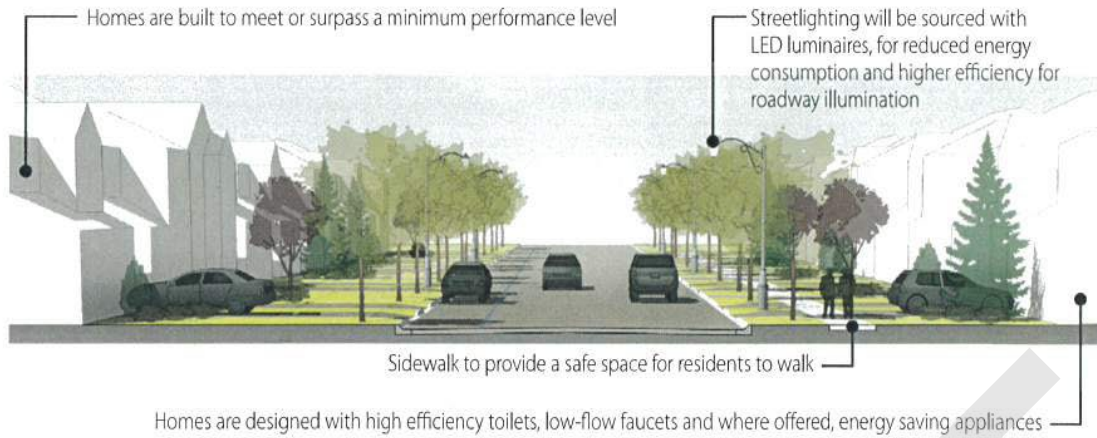 Homes are built to meet or surpass a minimum performance level
Streetlighting will be sourced with
LED luminaires, for reduced energy
consumption and higher efficiency for
roadway illumination
Sidewalk to provide a safe space for residents to walk
Homes are designed with high efficiency toilets, low-flow faucets and where offered, energy saving appliances